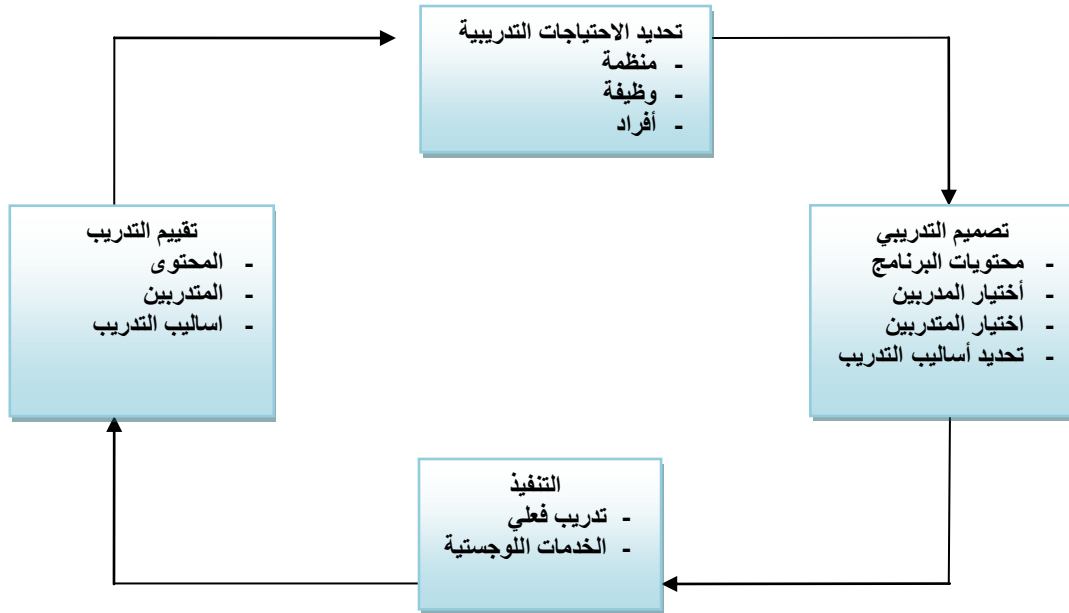 تحديد الاحتياجات التدريبية
- منظمة
- وظيفة
- أفراد
تصميم التدريبي
- محتويات البرنامج
- أختيار المدربين
- اختيار المتدربين
- تحديد أساليب التدريب
التنفيذ
- تدريب فعلي
- الخدمات اللوجستية
تقييم التدريب
- المحتوى
- المتدربين
- اساليب التدريب